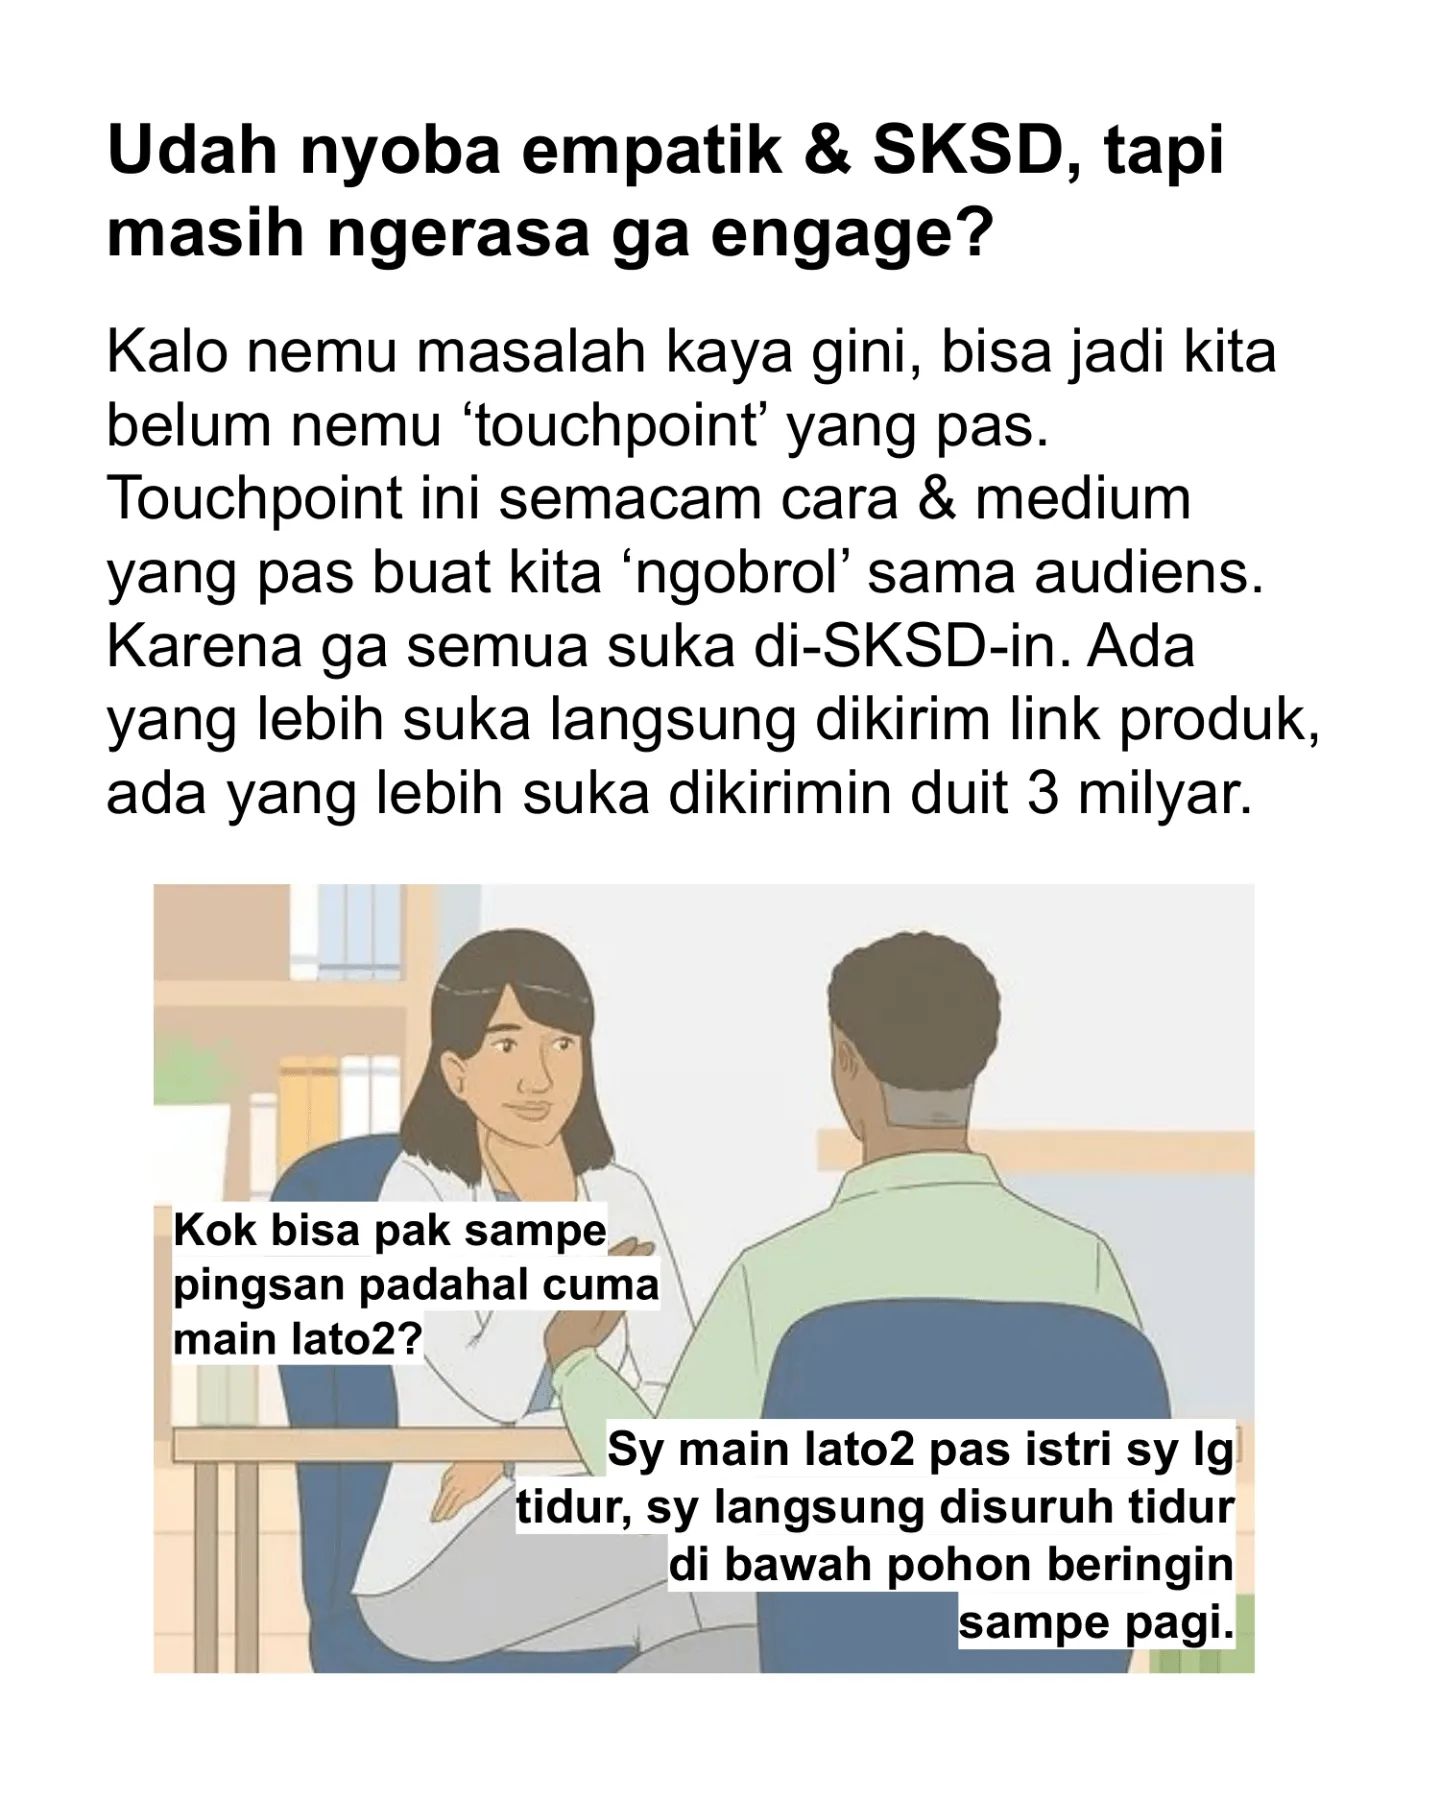 Udah nyoba empatik & SKSD, tapi
masih ngerasa ga engage?
Kalo nemu masalah kaya gini, bisa jadi kita
belum nemu ‘touchpoint’ yang pas.
Touchpoint ini semacam cara & medium
yang pas buat kita ‘ngobrol’ sama audiens.
Karena ga semua suka di-SKSD-in. Ada
yang lebih suka langsung dikirim link produk,
ada yang lebih suka dikirimin duit 3 milyar.
Kok bisa pak sampe
pingsan padahal cuma
main lato2?
Sy main lato2 pas istri sy lg
tidur, sy langsung disuruh tidur
di bawah pohon beringin
sampe pagi.